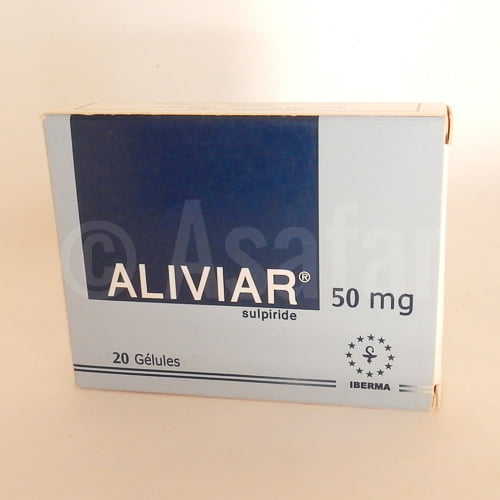 © Asafar
ALIVIAR®
sulpiride
50 mg
20 Gélules
IBERMA